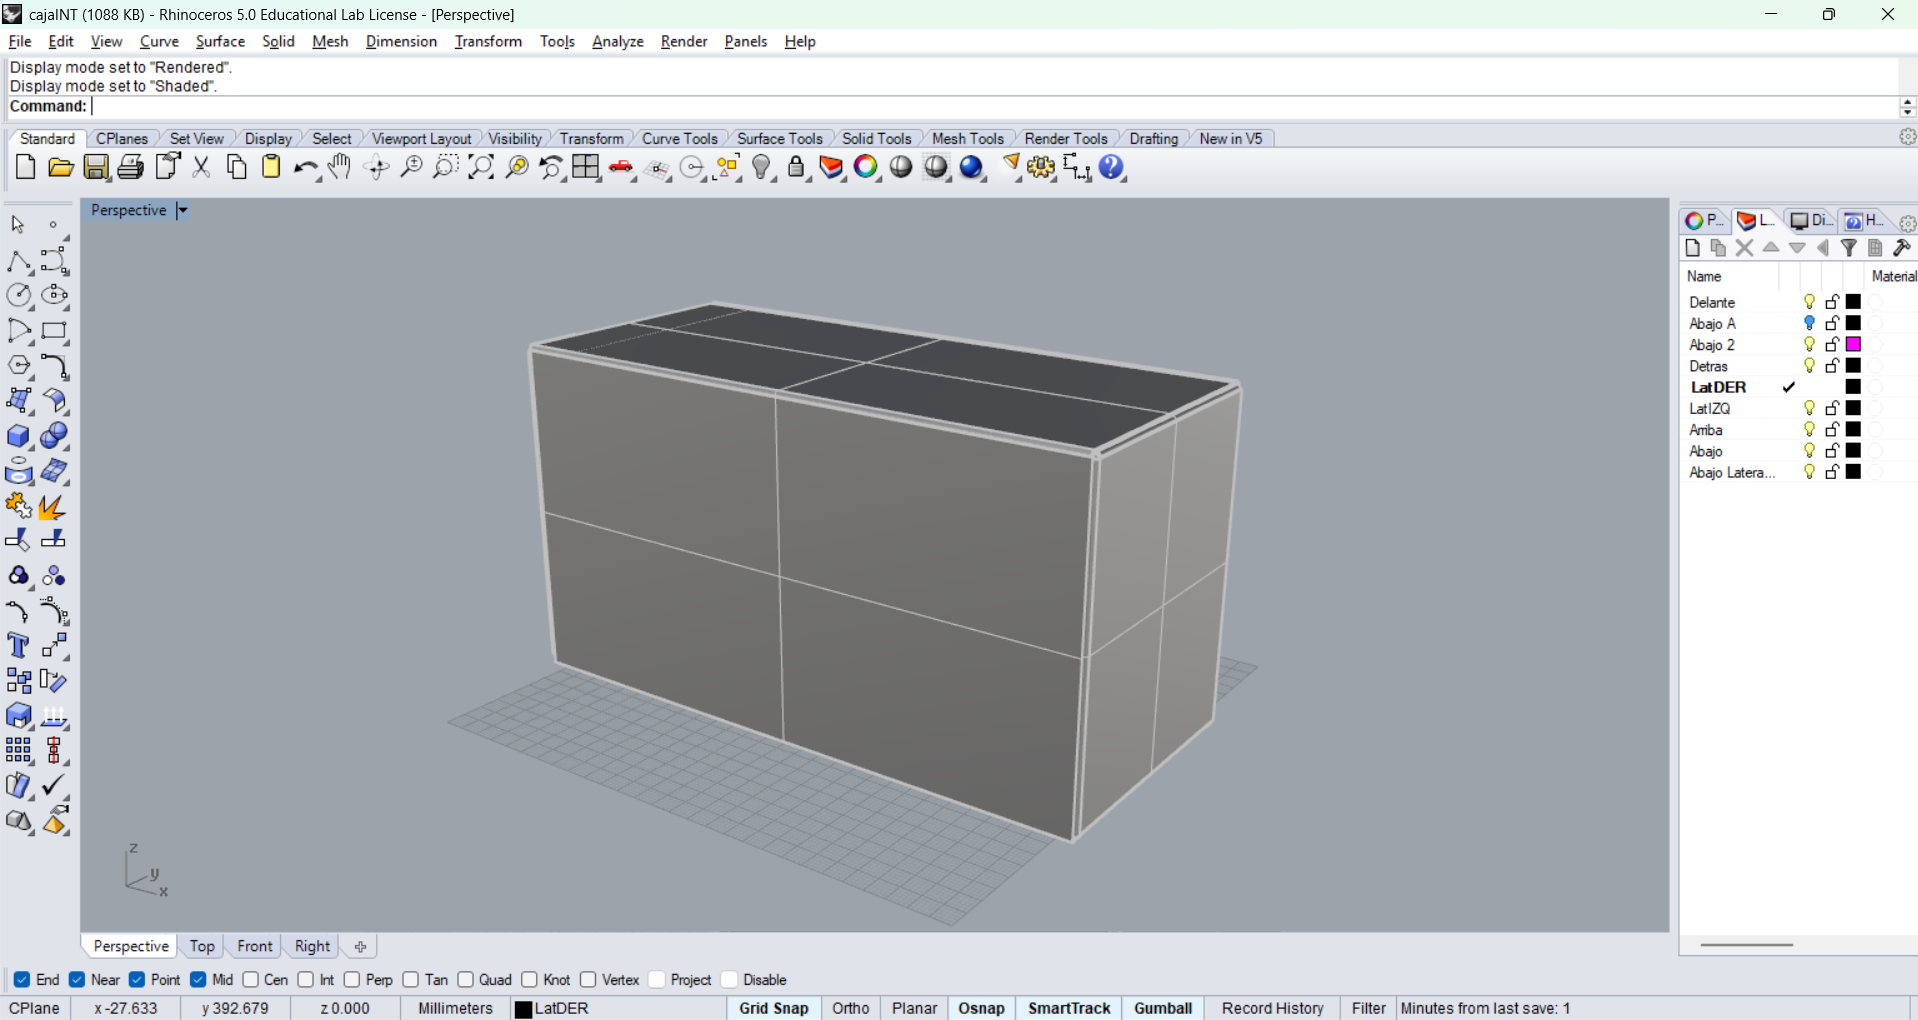 cajaINT (1088 KB) - Rhinoceros 5.0 Educational Lab License - [Perspective]
File Edit View Curve Surface Solid Mesh Dimension Transform Tools Analyze Render Panels Help
Display mode set to "Rendered".
Display mode set to "Shaded".
Command:
Standard CPlanes Set View Display Select Viewport Layout Visibility Transform Curve Tools Surface Tools Solid Tools Mesh Tools Render Tools Drafting New in V5
Perspective
P... L... Di... H...
Name Material
Delante
Abajo A
Abajo 2
Detras
LatDER
LatIZQ
Arriba
Abajo
Abajo Latera...
z
y
x
Perspective Top Front Right
End Near Point Mid Cen Int Perp Tan Quad Knot Vertex Project Disable
CPlane x -27.633 y 392.679 z 0.000 Millimeters LatDER Grid Snap Ortho Planar Osnap SmartTrack Gumball Record History Filter Minutes from last save: 1